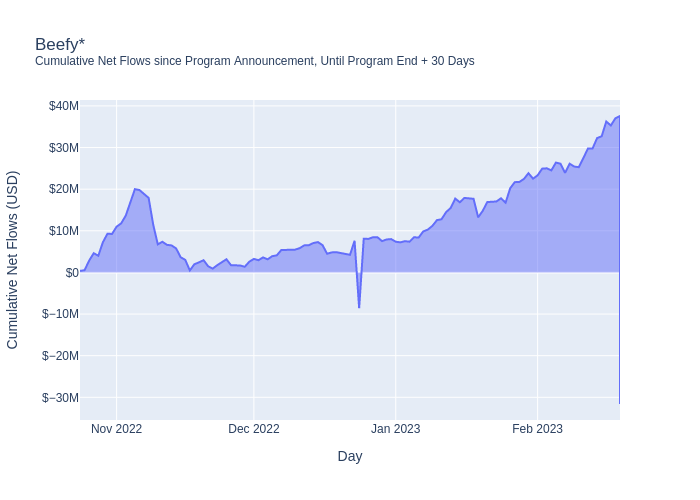 Beefy*
Cumulative Net Flows since Program Announcement, Until Program End + 30 Days
Cumulative Net Flows (USD)
$40M
$30M
$20M
$10M
$0
$−10M
$−20M
$−30M
Nov 2022
Dec 2022
Jan 2023
Feb 2023
Day